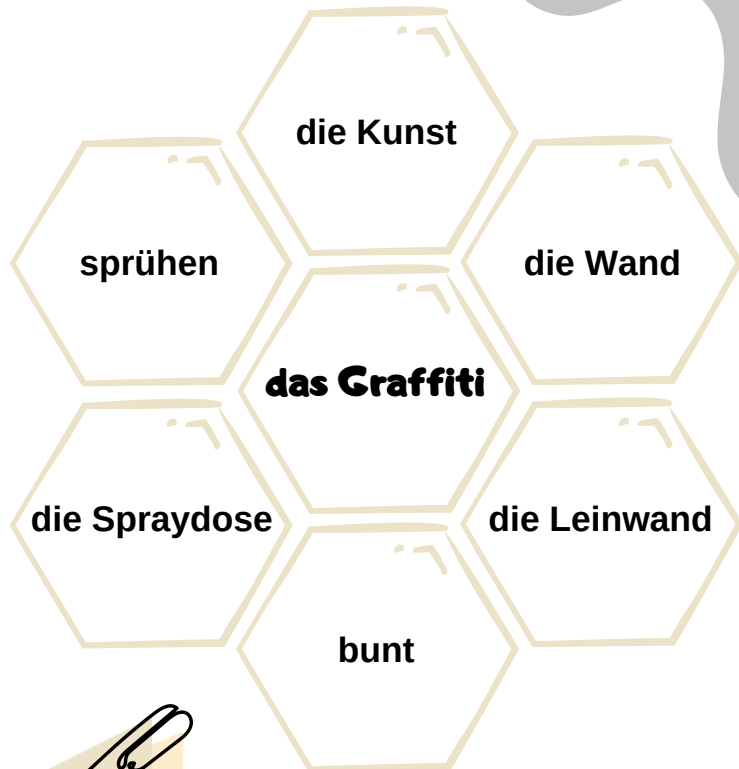 die Kunst
sprühen
die Wand
das Graffiti
die Spraydose
die Leinwand
bunt